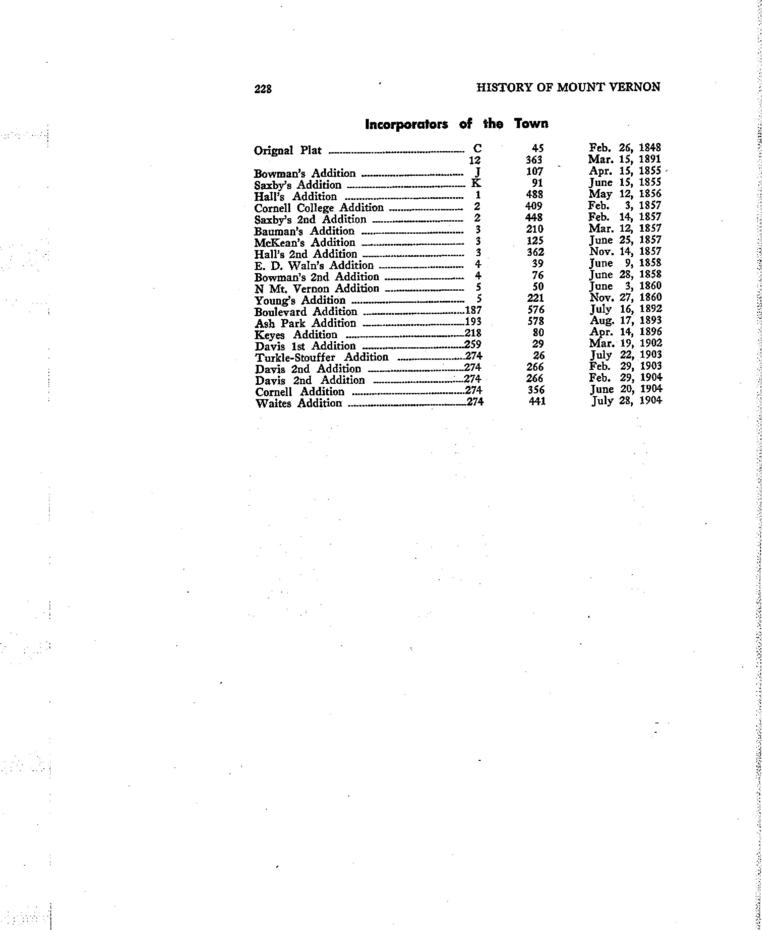 228 HISTORY OF MOUNT VERNON
Incorporators of the Town
Orignal Plat C 45 Feb. 26, 1848
12 363 Mar. 15, 1891
Bowman's Addition J 107 Apr. 15, 1855
Saxby's Addition K 91 June 15, 1855
Hall's Addition 1 488 May 12, 1856
Cornell College Addition 2 409 Feb. 3, 1857
Saxby's 2nd Addition 2 448 Feb. 14, 1857
Bauman's Addition 3 210 Mar. 12, 1857
McKean's Addition 3 125 June 25, 1857
Hall's 2nd Addition 3 362 Nov. 14, 1857
E. D. Waln's Addition 4 39 June 9, 1858
Bowman's 2nd Addition 4 76 June 28, 1858
N Mt. Vernon Addition 5 50 June 3, 1860
Young's Addition 5 221 Nov. 27, 1860
Boulevard Addition 187 576 July 16, 1892
Ash Park Addition 193 578 Aug. 17, 1893
Keyes Addition 218 80 Apr. 14, 1896
Davis 1st Addition 259 29 Mar. 19, 1902
Turkle-Stouffer Addition 274 26 July 22, 1903
Davis 2nd Addition 274 266 Feb. 29, 1903
Davis 2nd Addition 274 266 Feb. 29, 1904
Cornell Addition 274 356 June 20, 1904
Waites Addition 274 441 July 28, 1904